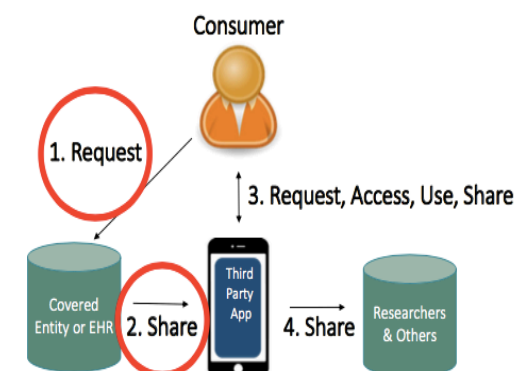 Consumer
1. Request
3. Request, Access, Use, Share
Covered
Entity or EHR
2. Share
Third
Party
App
4. Share
Researchers
& Others